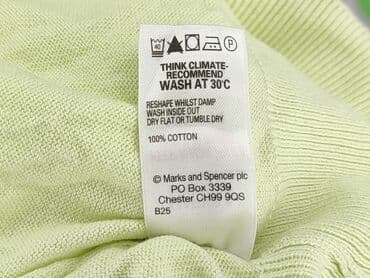 40 P
THINK CLIMATE-
RECOMMEND
WASH AT 30°C
RESHAPE WHILST DAMP
WASH INSIDE OUT
DRY FLAT OR TUMBLE DRY
100% COTTON
© Marks and Spencer plc
PO Box 3339
Chester CH99 9QS
B25